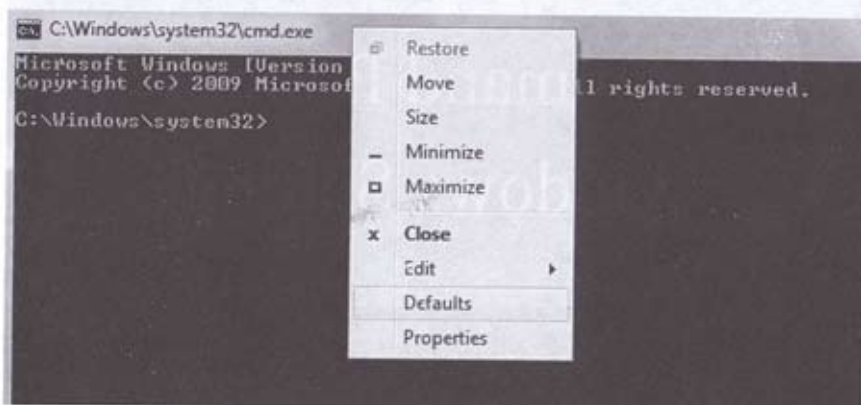 C:\Windows\system32\cmd.exe
Microsoft Windows [Version
Copyright (c) 2009 Microsof
ll rights reserved.
C:\Windows\system32>
Restore
Move
Size
Minimize
Maximize
x Close
Edit
Defaults
Properties